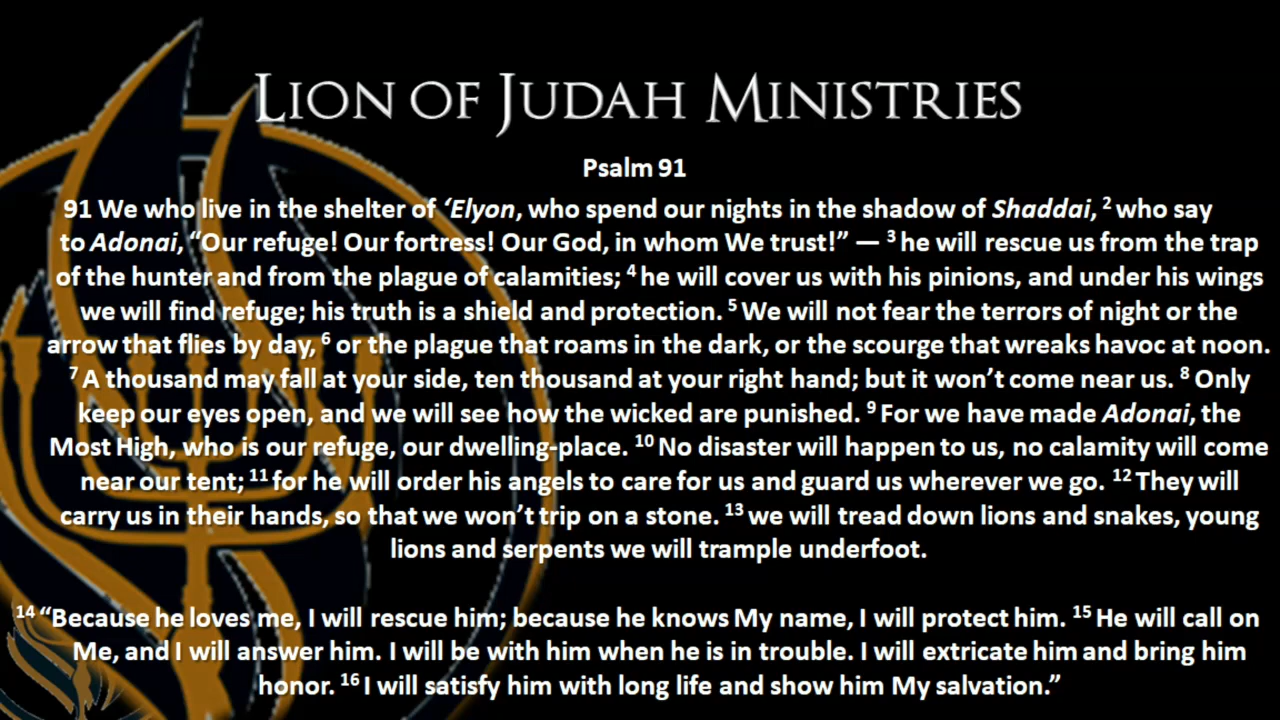 LION OF JUDAH MINISTRIES
Psalm 91
91 We who live in the shelter of ‘Elyon, who spend our nights in the shadow of Shaddai, 2 who say
to Adonai, “Our refuge! Our fortress! Our God, in whom We trust!” — 3 he will rescue us from the trap
of the hunter and from the plague of calamities; 4 he will cover us with his pinions, and under his wings
we will find refuge; his truth is a shield and protection. 5 We will not fear the terrors of night or the
arrow that flies by day, 6 or the plague that roams in the dark, or the scourge that wreaks havoc at noon.
7 A thousand may fall at your side, ten thousand at your right hand; but it won’t come near us. 8 Only
keep our eyes open, and we will see how the wicked are punished. 9 For we have made Adonai, the
Most High, who is our refuge, our dwelling-place. 10 No disaster will happen to us, no calamity will come
near our tent; 11 for he will order his angels to care for us and guard us wherever we go. 12 They will
carry us in their hands, so that we won’t trip on a stone. 13 we will tread down lions and snakes, young
lions and serpents we will trample underfoot.
14 “Because he loves me, I will rescue him; because he knows My name, I will protect him. 15 He will call on
Me, and I will answer him. I will be with him when he is in trouble. I will extricate him and bring him
honor. 16 I will satisfy him with long life and show him My salvation.”